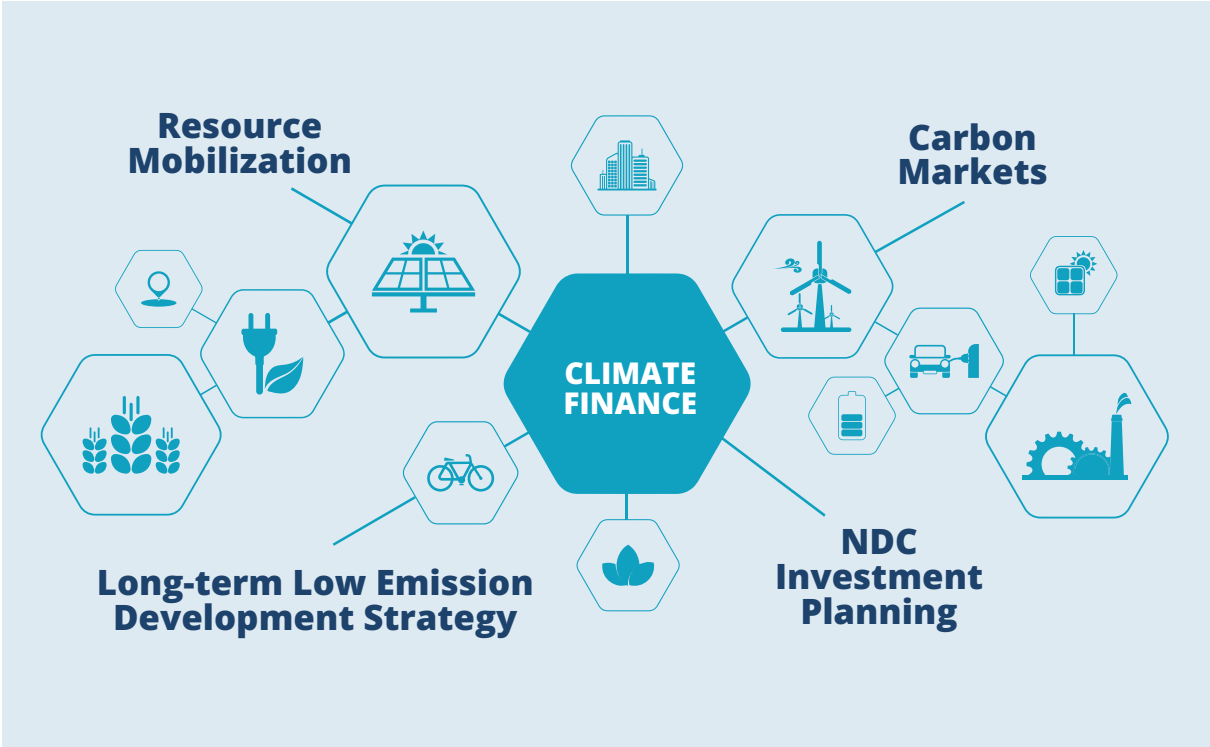 Resource
Mobilization
Carbon
Markets
CLIMATE
FINANCE
Long-term Low Emission
Development Strategy
NDC
Investment
Planning